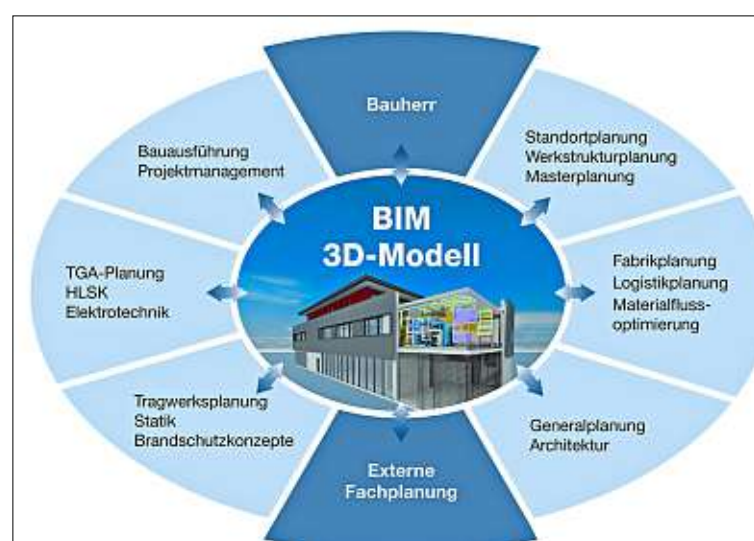 Bauherr
Standortplanung
Werkstrukturplanung
Masterplanung
Fabrikplanung
Logistikplanung
Materialfluss-
optimierung
Generalplanung
Architektur
Externe
Fachplanung
Tragwerksplanung
Statik
Brandschutzkonzepte
TGA-Planung
HLSK
Elektrotechnik
Bauausführung
Projektmanagement
BIM
3D-Modell